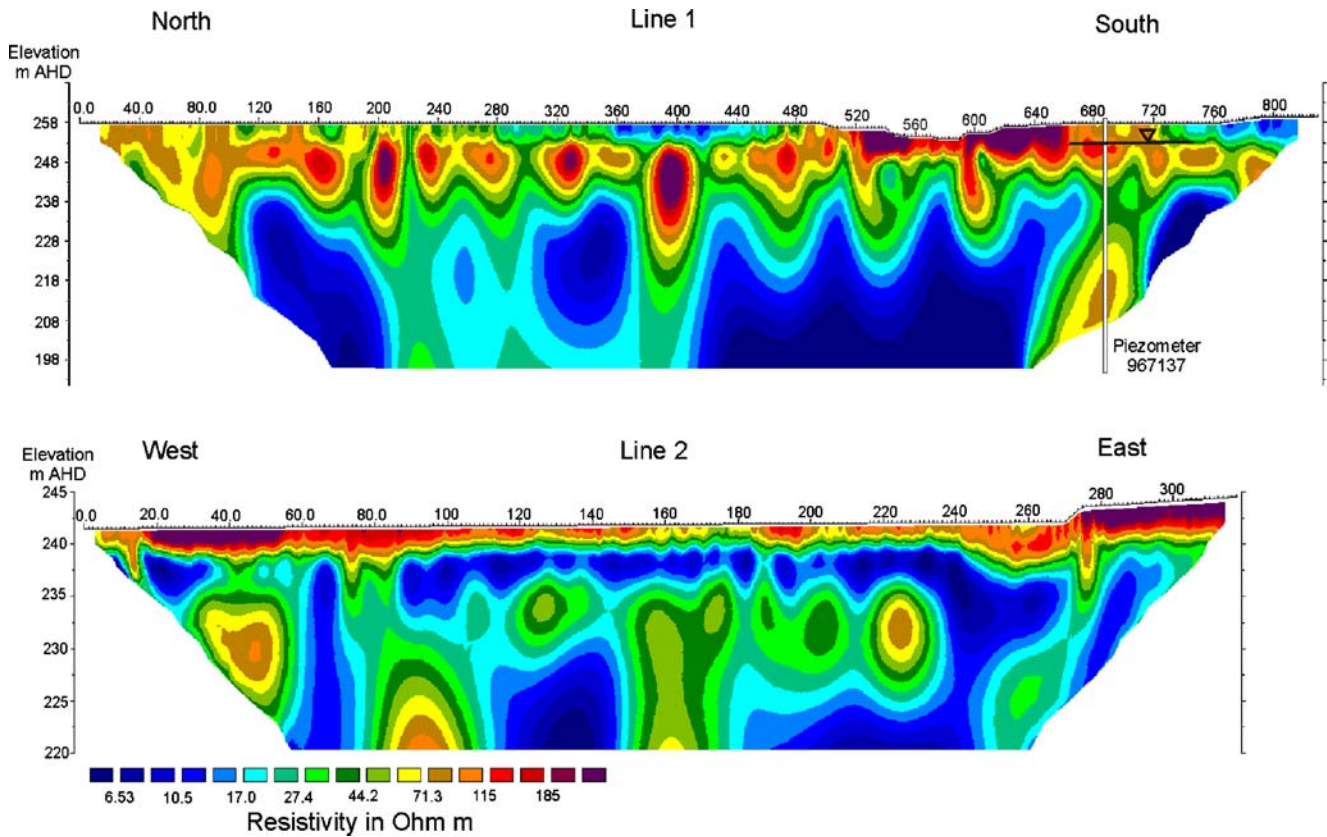 North Line 1 South
Elevation
m AHD
0.0 40.0 80.0 120 160 200 240 280 320 360 400 440 480 520 560 600 640 680 720 760 800
258
248
238
228
218
208
198
Piezometer
967137
West Line 2 East
Elevation
m AHD
245
0.0 20.0 40.0 60.0 80.0 100 120 140 160 180 200 220 240 260 280 300
240
235
230
225
220
6.53 10.5 17.0 27.4 44.2 71.3 115 185
Resistivity in Ohm m